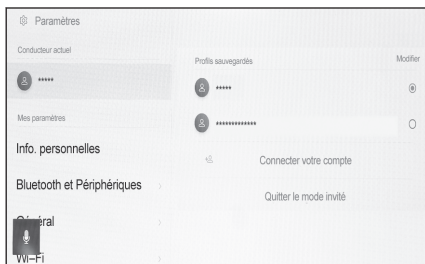 Paramètres
Conducteur actuel
*****
Mes paramètres
Info. personnelles
Bluetooth et Périphériques
Général
Wi–Fi
Profils sauvegardés
Modifier
*****
*************
Connecter votre compte
Quitter le mode invité